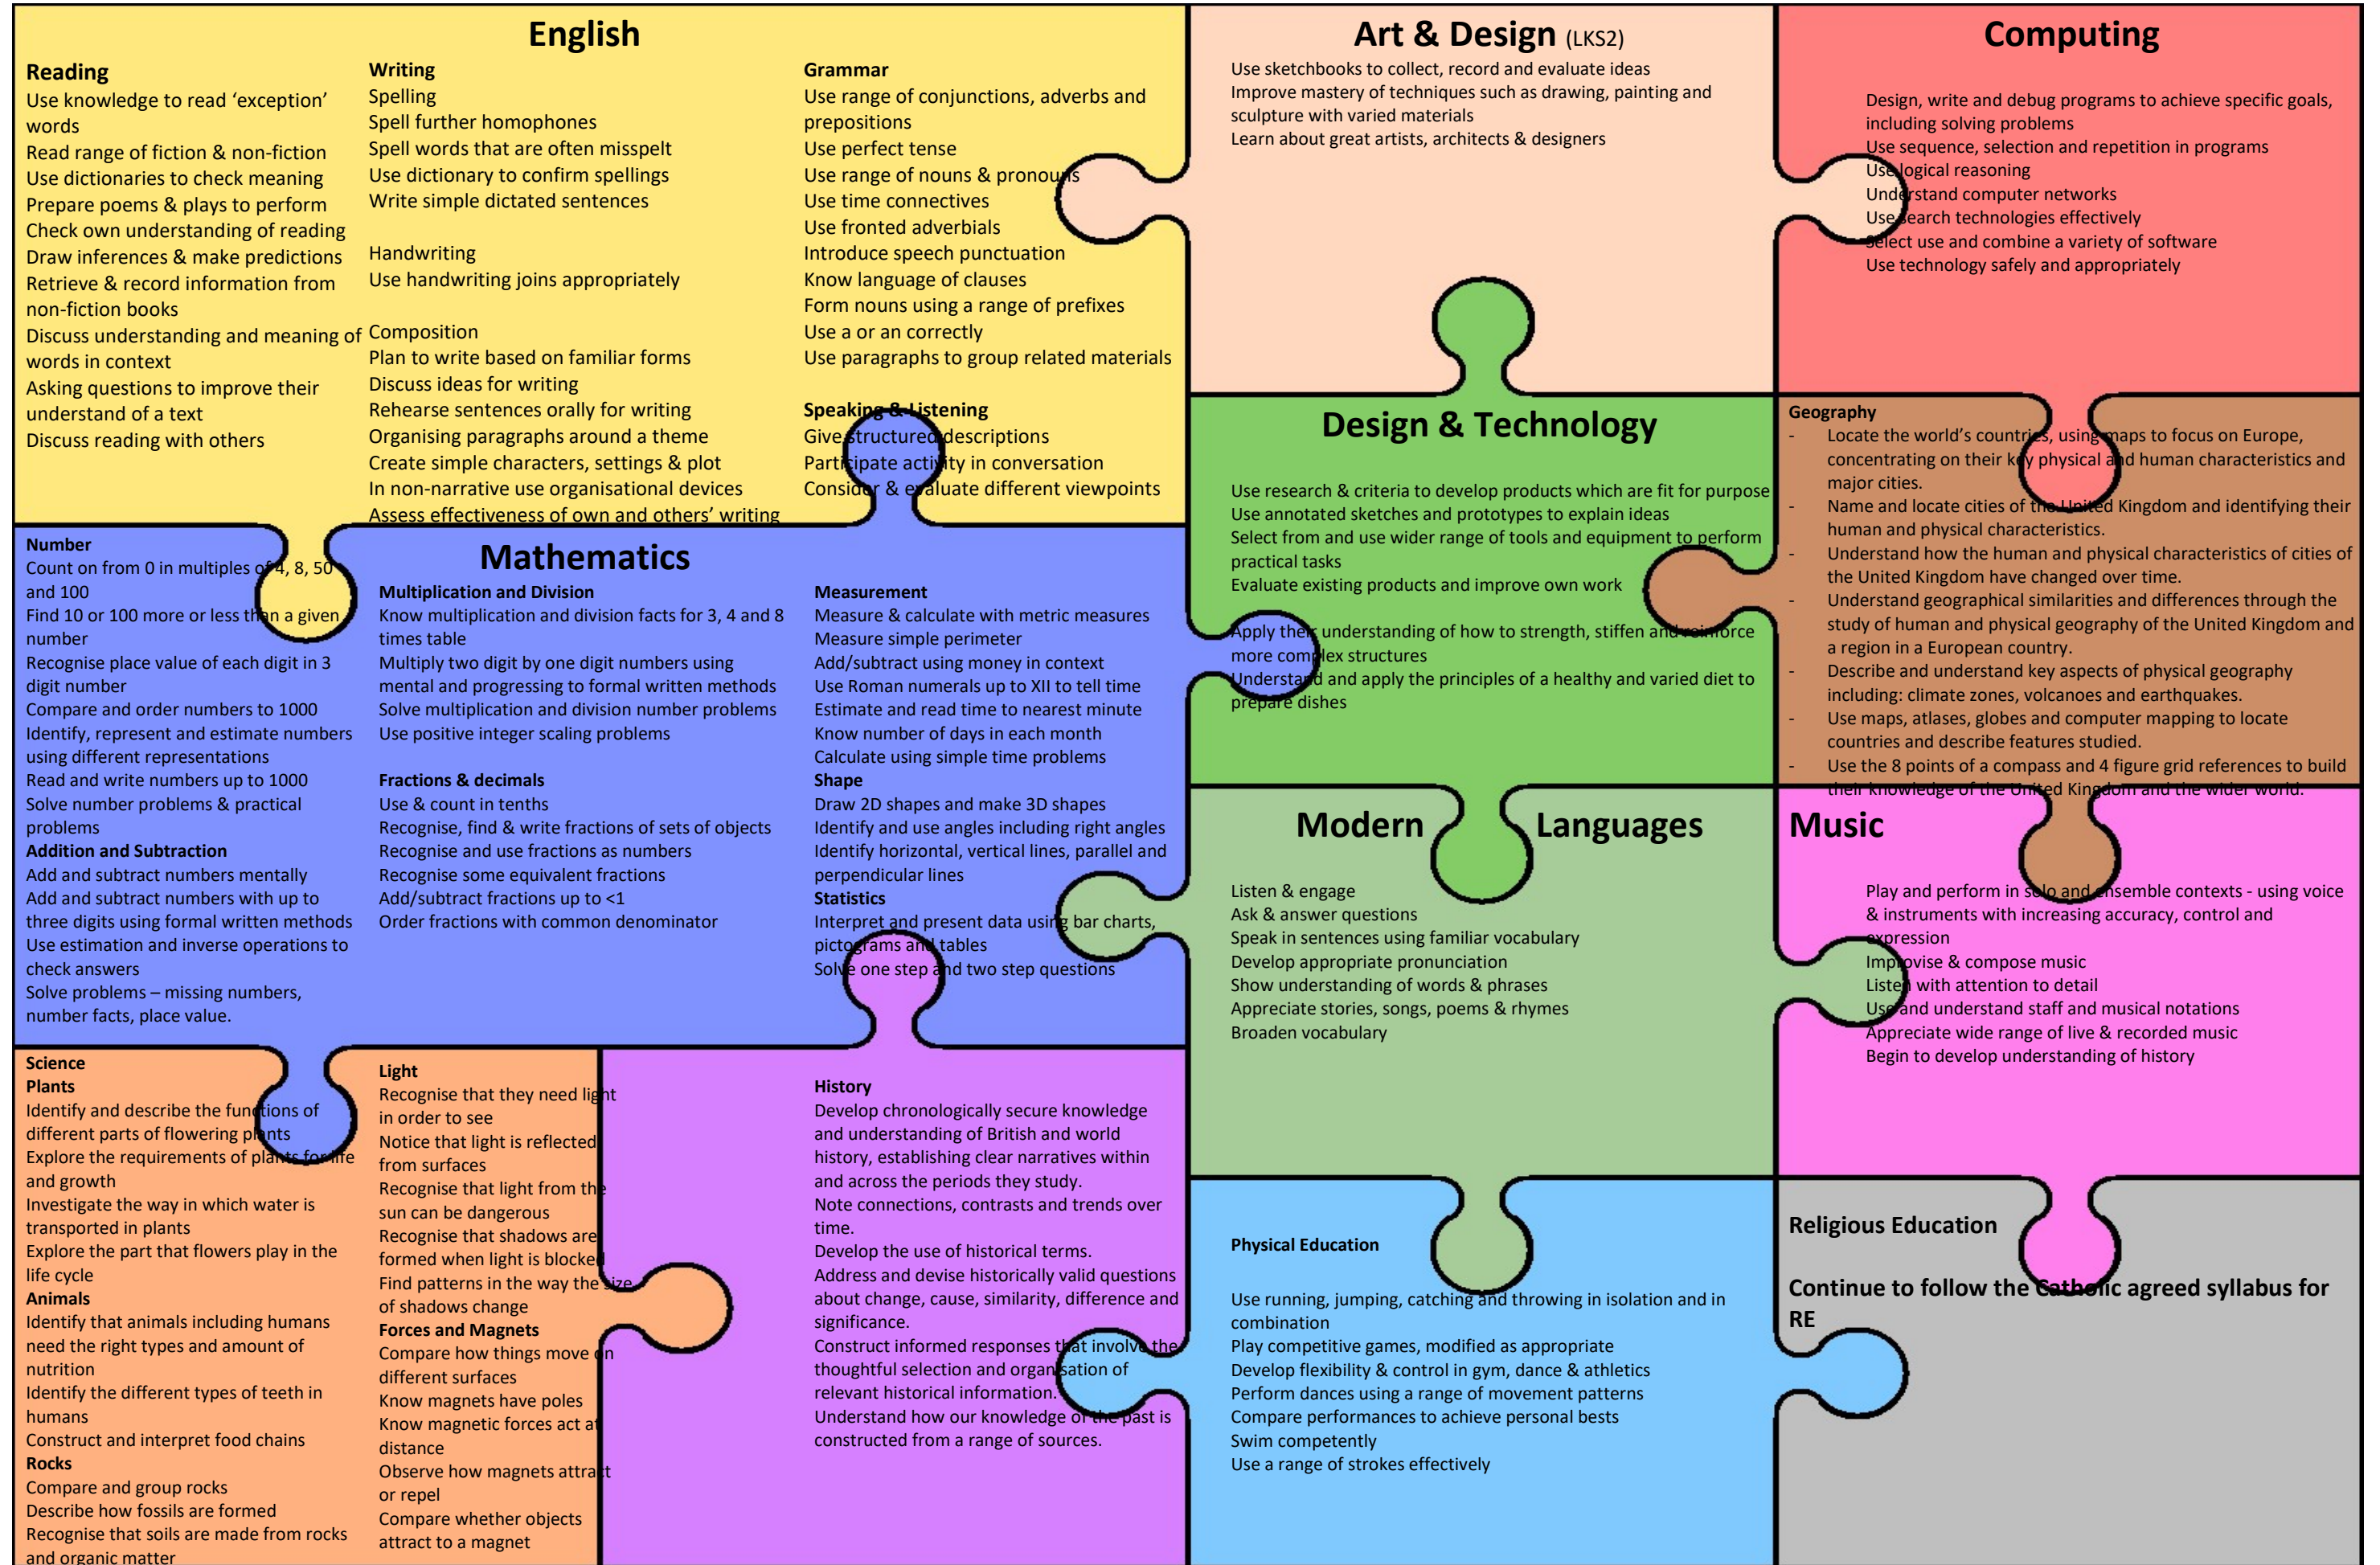 English
Reading
Use knowledge to read ‘exception’
words
Read range of fiction & non-fiction
Use dictionaries to check meaning
Prepare poems & plays to perform
Check own understanding of reading
Draw inferences & make predictions
Retrieve & record information from
non-fiction books
Discuss understanding and meaning of
words in context
Asking questions to improve their
understand of a text
Discuss reading with others
Writing
Spelling
Spell further homophones
Spell words that are often misspelt
Use dictionary to confirm spellings
Write simple dictated sentences
Handwriting
Use handwriting joins appropriately
Composition
Plan to write based on familiar forms
Discuss ideas for writing
Rehearse sentences orally for writing
Organising paragraphs around a theme
Create simple characters, settings & plot
In non-narrative use organisational devices
Assess effectiveness of own and others’ writing
Grammar
Use range of conjunctions, adverbs and
prepositions
Use perfect tense
Use range of nouns & pronouns
Use time connectives
Use fronted adverbials
Introduce speech punctuation
Know language of clauses
Form nouns using a range of prefixes
Use a or an correctly
Use paragraphs to group related materials
Speaking & Listening
Give structured descriptions
Participate activity in conversation
Consider & evaluate different viewpoints
Art & Design (LKS2)
Use sketchbooks to collect, record and evaluate ideas
Improve mastery of techniques such as drawing, painting and
sculpture with varied materials
Learn about great artists, architects & designers
Computing
Design, write and debug programs to achieve specific goals,
including solving problems
Use sequence, selection and repetition in programs
Use logical reasoning
Understand computer networks
Use search technologies effectively
Select use and combine a variety of software
Use technology safely and appropriately
Number
Count on from 0 in multiples of 4, 8, 50
and 100
Find 10 or 100 more or less than a given
number
Recognise place value of each digit in 3
digit number
Compare and order numbers to 1000
Identify, represent and estimate numbers
using different representations
Read and write numbers up to 1000
Solve number problems & practical
problems
Addition and Subtraction
Add and subtract numbers mentally
Add and subtract numbers with up to
three digits using formal written methods
Use estimation and inverse operations to
check answers
Solve problems – missing numbers,
number facts, place value.
Mathematics
Multiplication and Division
Know multiplication and division facts for 3, 4 and 8
times table
Multiply two digit by one digit numbers using
mental and progressing to formal written methods
Solve multiplication and division number problems
Use positive integer scaling problems
Fractions & decimals
Use & count in tenths
Recognise, find & write fractions of sets of objects
Recognise and use fractions as numbers
Recognise some equivalent fractions
Add/subtract fractions up to <1
Order fractions with common denominator
Measurement
Measure & calculate with metric measures
Measure simple perimeter
Add/subtract using money in context
Use Roman numerals up to XII to tell time
Estimate and read time to nearest minute
Know number of days in each month
Calculate using simple time problems
Shape
Draw 2D shapes and make 3D shapes
Identify and use angles including right angles
Identify horizontal, vertical lines, parallel and
perpendicular lines
Statistics
Interpret and present data using bar charts,
pictograms and tables
Solve one step and two step questions
Design & Technology
Use research & criteria to develop products which are fit for purpose
Use annotated sketches and prototypes to explain ideas
Select from and use wider range of tools and equipment to perform
practical tasks
Evaluate existing products and improve own work
Apply their understanding of how to strength, stiffen and reinforce
more complex structures
Understand and apply the principles of a healthy and varied diet to
prepare dishes
Geography
- Locate the world’s countries, using maps to focus on Europe,
concentrating on their key physical and human characteristics and
major cities.
- Name and locate cities of the United Kingdom and identifying their
human and physical characteristics.
- Understand how the human and physical characteristics of cities of
the United Kingdom have changed over time.
- Understand geographical similarities and differences through the
study of human and physical geography of the United Kingdom and
a region in a European country.
- Describe and understand key aspects of physical geography
including: climate zones, volcanoes and earthquakes.
- Use maps, atlases, globes and computer mapping to locate
countries and describe features studied.
- Use the 8 points of a compass and 4 figure grid references to build
their knowledge of the United Kingdom and the wider world.
Modern Languages
Listen & engage
Ask & answer questions
Speak in sentences using familiar vocabulary
Develop appropriate pronunciation
Show understanding of words & phrases
Appreciate stories, songs, poems & rhymes
Broaden vocabulary
Music
Play and perform in solo and ensemble contexts - using voice
& instruments with increasing accuracy, control and
expression
Improvise & compose music
Listen with attention to detail
Use and understand staff and musical notations
Appreciate wide range of live & recorded music
Begin to develop understanding of history
Science
Plants
Identify and describe the functions of
different parts of flowering plants
Explore the requirements of plants for life
and growth
Investigate the way in which water is
transported in plants
Explore the part that flowers play in the
life cycle
Animals
Identify that animals including humans
need the right types and amount of
nutrition
Identify the different types of teeth in
humans
Construct and interpret food chains
Rocks
Compare and group rocks
Describe how fossils are formed
Recognise that soils are made from rocks
and organic matter
Light
Recognise that they need light
in order to see
Notice that light is reflected
from surfaces
Recognise that light from the
sun can be dangerous
Recognise that shadows are
formed when light is blocked
Find patterns in the way the size
of shadows change
Forces and Magnets
Compare how things move on
different surfaces
Know magnets have poles
Know magnetic forces act at
distance
Observe how magnets attract
or repel
Compare whether objects
attract to a magnet
History
Develop chronologically secure knowledge
and understanding of British and world
history, establishing clear narratives within
and across the periods they study.
Note connections, contrasts and trends over
time.
Develop the use of historical terms.
Address and devise historically valid questions
about change, cause, similarity, difference and
significance.
Construct informed responses that involve the
thoughtful selection and organisation of
relevant historical information.
Understand how our knowledge of the past is
constructed from a range of sources.
Physical Education
Use running, jumping, catching and throwing in isolation and in
combination
Play competitive games, modified as appropriate
Develop flexibility & control in gym, dance & athletics
Perform dances using a range of movement patterns
Compare performances to achieve personal bests
Swim competently
Use a range of strokes effectively
Religious Education
Continue to follow the Catholic agreed syllabus for
RE